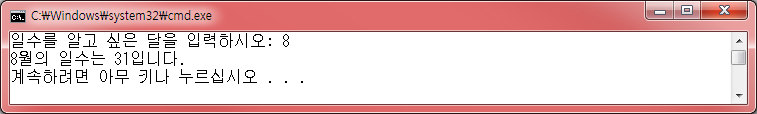 C:₩Windows₩system32₩cmd.exe
일수를 알고 싶은 달을 입력하시오: 8
8월의 일수는 31입니다.
계속하려면 아무 키나 누르십시오 . . .